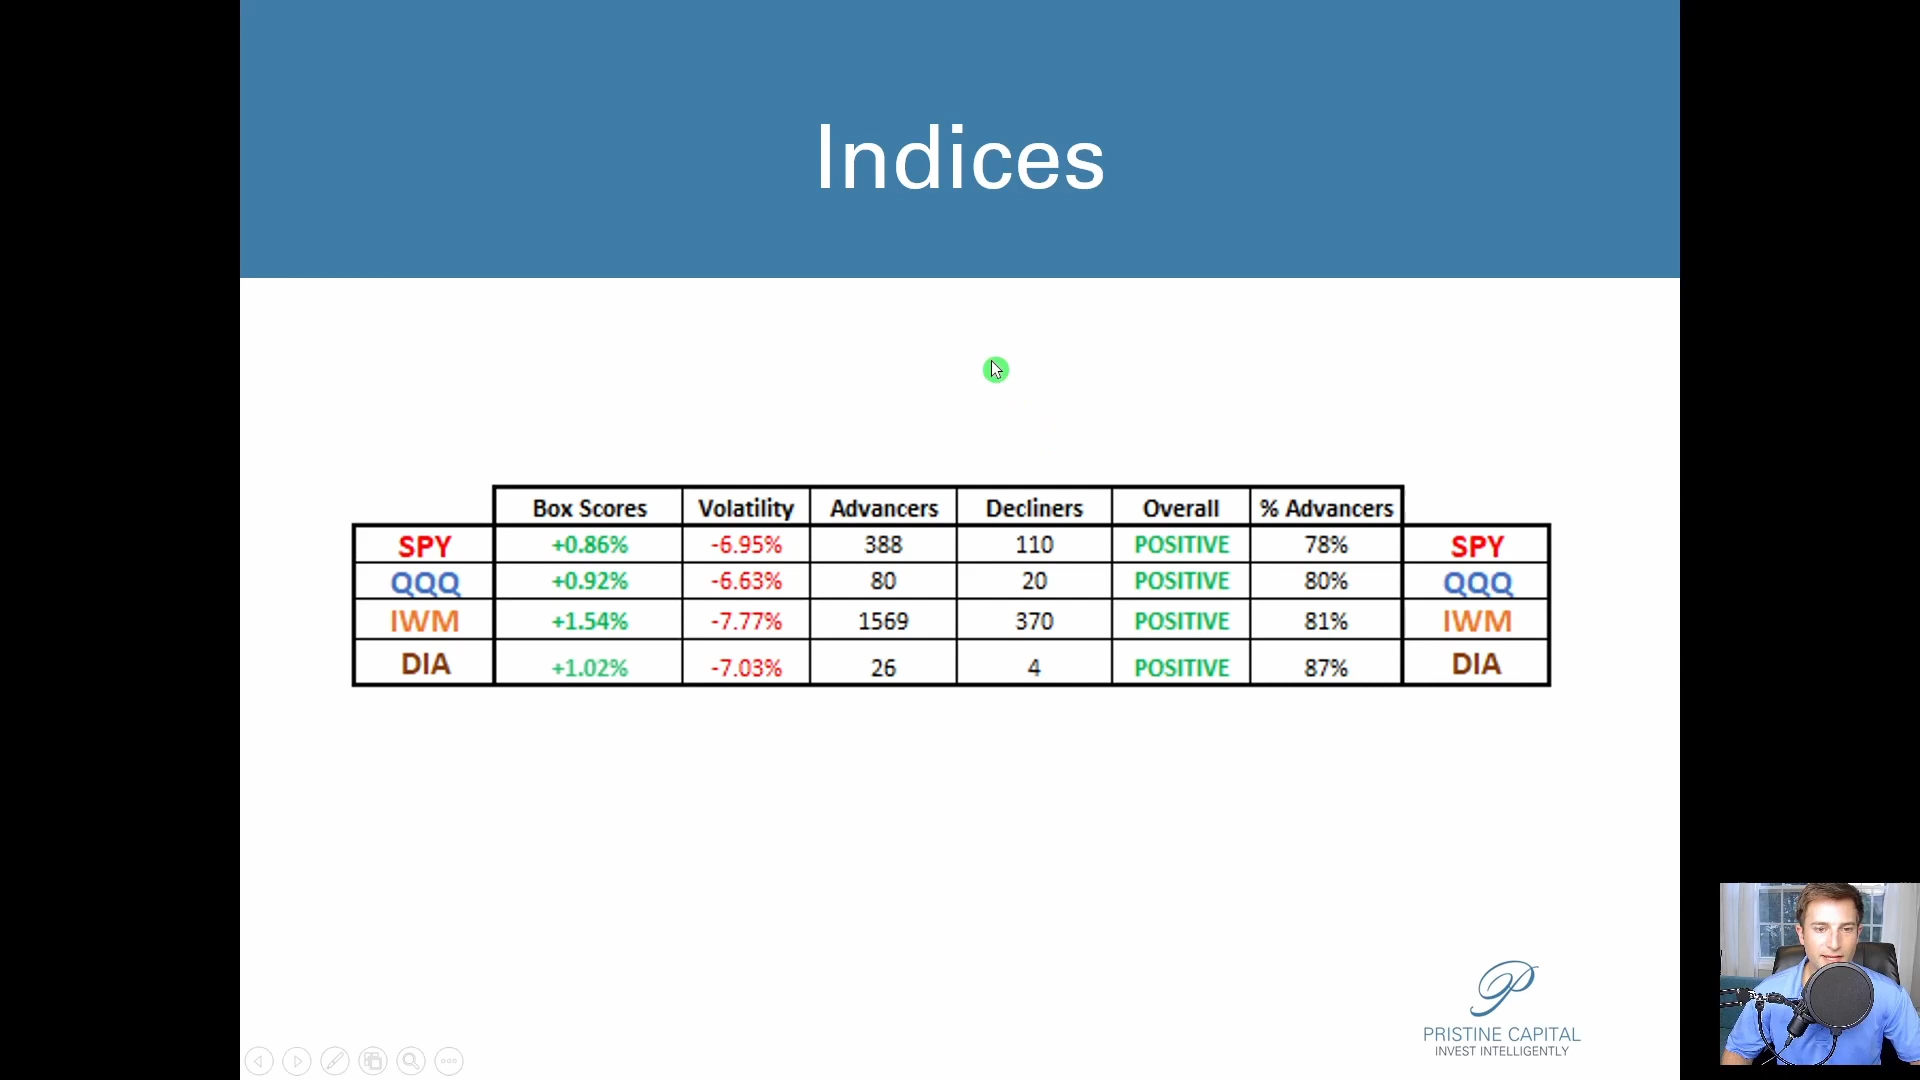 Indices
Box Scores Volatility Advancers Decliners Overall % Advancers
SPY +0.86% -6.95% 388 110 POSITIVE 78% SPY
QQQ +0.92% -6.63% 80 20 POSITIVE 80% QQQ
IWM +1.54% -7.77% 1569 370 POSITIVE 81% IWM
DIA +1.02% -7.03% 26 4 POSITIVE 87% DIA
P
PRISTINE CAPITAL
INVEST INTELLIGENTLY